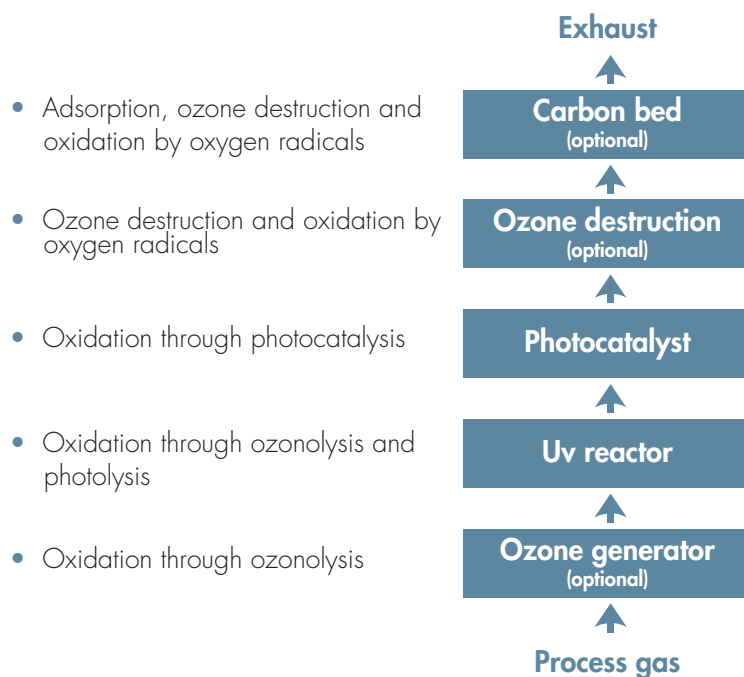 Exhaust
• Adsorption, ozone destruction and
oxidation by oxygen radicals
Carbon bed
(optional)
• Ozone destruction and oxidation by
oxygen radicals
Ozone destruction
(optional)
• Oxidation through photocatalysis
Photocatalyst
• Oxidation through ozonolysis and
photolysis
Uv reactor
• Oxidation through ozonolysis
Ozone generator
(optional)
Process gas